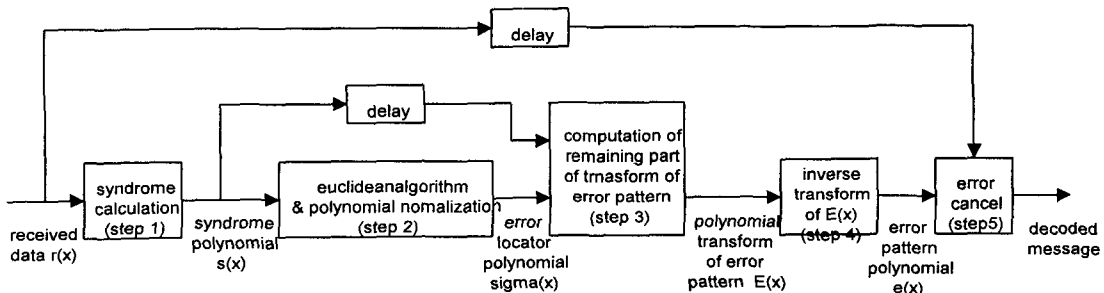 delay
delay
syndrome
calculation
(step 1)
euclideanalgorithm
& polynomial nomalization
(step 2)
computation of
remaining part
of trnasform of
error pattern
(step 3)
inverse
transform
of E(x)
(step 4)
error
cancel
(step5)
received
data r(x)
syndrome
polynomial
s(x)
error
locator
polynomial
sigma(x)
polynomial
transform
of error
pattern E(x)
error
pattern
polynomial
e(x)
decoded
message